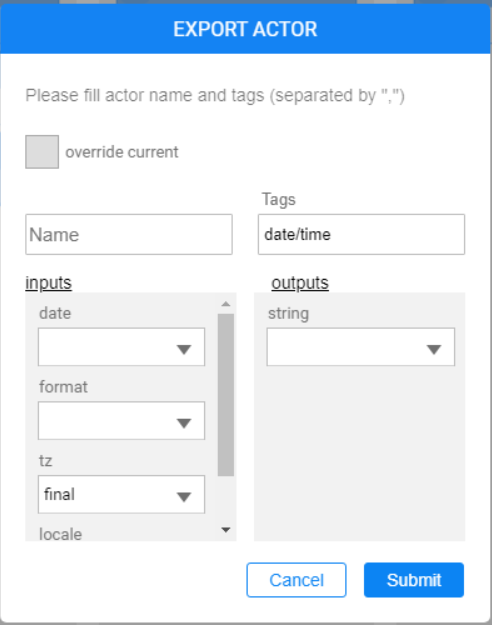 EXPORT ACTOR
Please fill actor name and tags (separated by ",")
override current
Tags
Name
date/time
inputs
outputs
date
string
format
tz
final
locale
Cancel
Submit